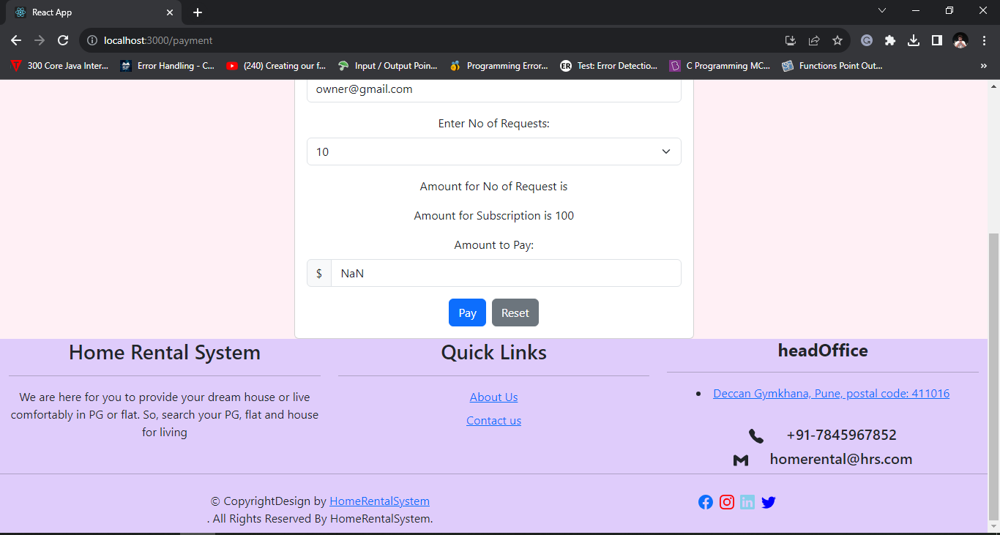 React App
localhost:3000/payment
300 Core Java Inter... Error Handling - C... (240) Creating our f... Input / Output Poin... Programming Error... ER Test: Error Detectio... C Programming MC... Functions Point Out... »
owner@gmail.com
Enter No of Requests:
10
Amount for No of Request is
Amount for Subscription is 100
Amount to Pay:
$ NaN
Pay Reset
Home Rental System
We are here for you to provide your dream house or live
comfortably in PG or flat. So, search your PG, flat and house
for living
Quick Links
About Us
Contact us
headOffice
• Deccan Gymkhana, Pune, postal code: 411016
+91-7845967852
homerental@hrs.com
© CopyrightDesign by HomeRentalSystem
. All Rights Reserved By HomeRentalSystem.